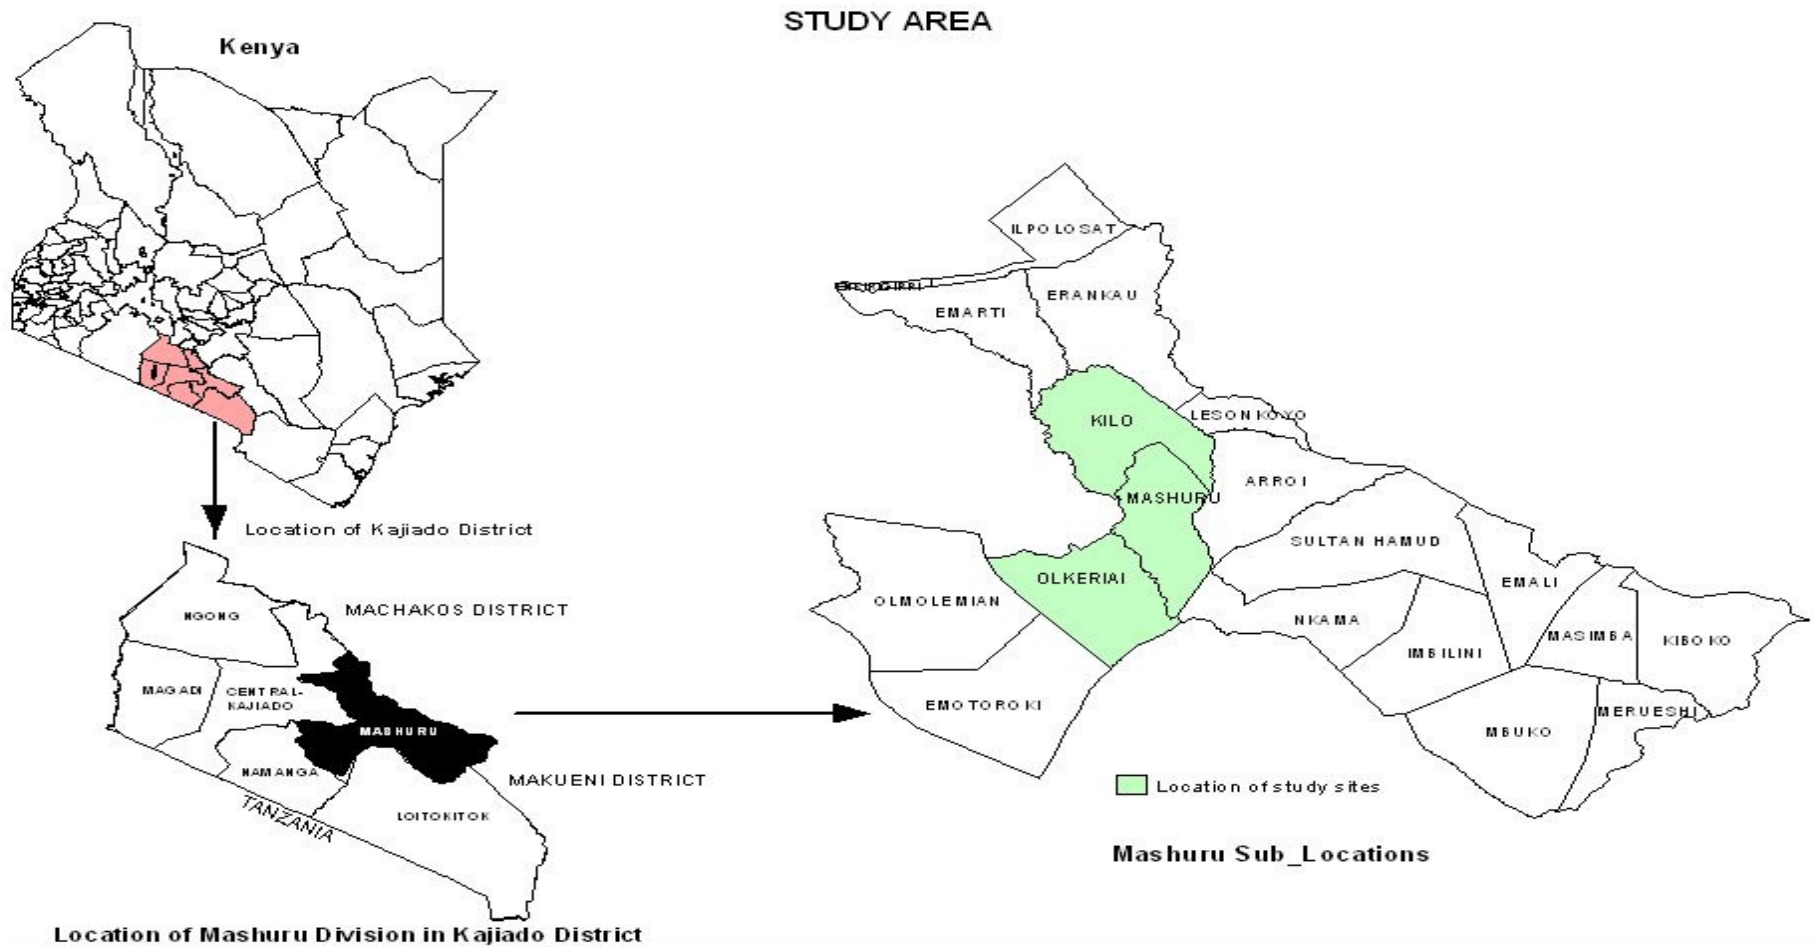 STUDY AREA
Kenya
Location of Kajiado District
NGONG
MACHAKOS DISTRICT
MAGADI
CENTRAL-
KAJIADO
MASHURU
NAMANGA
MAKUENI DISTRICT
TANZANIA
LOITOKITOK
Location of Mashuru Division in Kajiado District
ILPOLOSAT
EMARTI
ERANKAU
KILO
LESONKOYO
MASHURU
ARROI
SULTAN HAMUD
OLKERIAI
OLMOLEMIAN
EMALI
NKAMA
MASIMBA
KIBOKO
IMBILINI
EMOTOROKI
MERUESHI
MBUKO
Location of study sites
Mashuru Sub_Locations